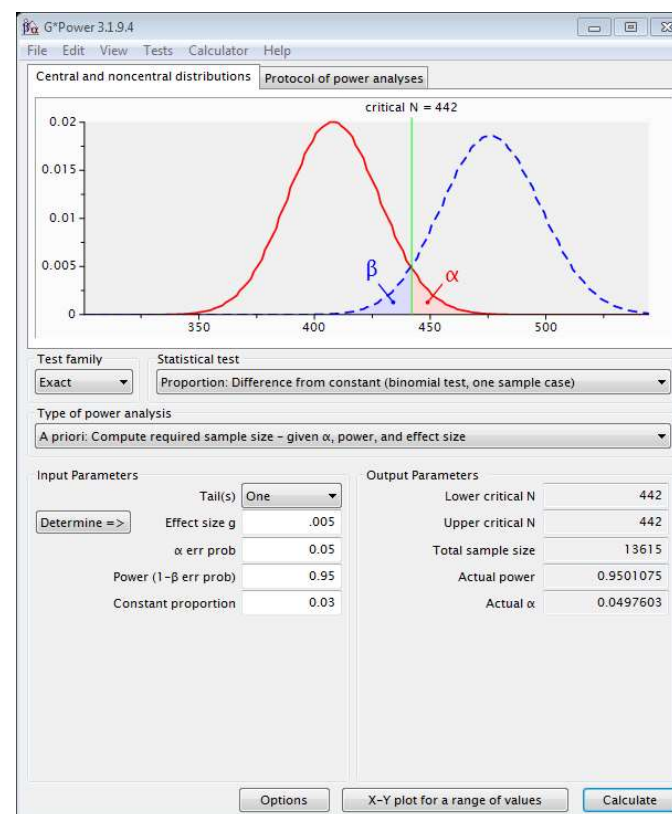 βα G*Power 3.1.9.4
File Edit View Tests Calculator Help
Central and noncentral distributions Protocol of power analyses
critical N = 442
0.02
0.015
0.01
0.005
0
β α
350 400 450 500
Test family Statistical test
Exact Proportion: Difference from constant (binomial test, one sample case)
Type of power analysis
A priori: Compute required sample size – given α, power, and effect size
Input Parameters Output Parameters
Tail(s) One Lower critical N 442
Determine => Effect size g .005 Upper critical N 442
α err prob 0.05 Total sample size 13615
Power (1-β err prob) 0.95 Actual power 0.9501075
Constant proportion 0.03 Actual α 0.0497603
Options X-Y plot for a range of values Calculate